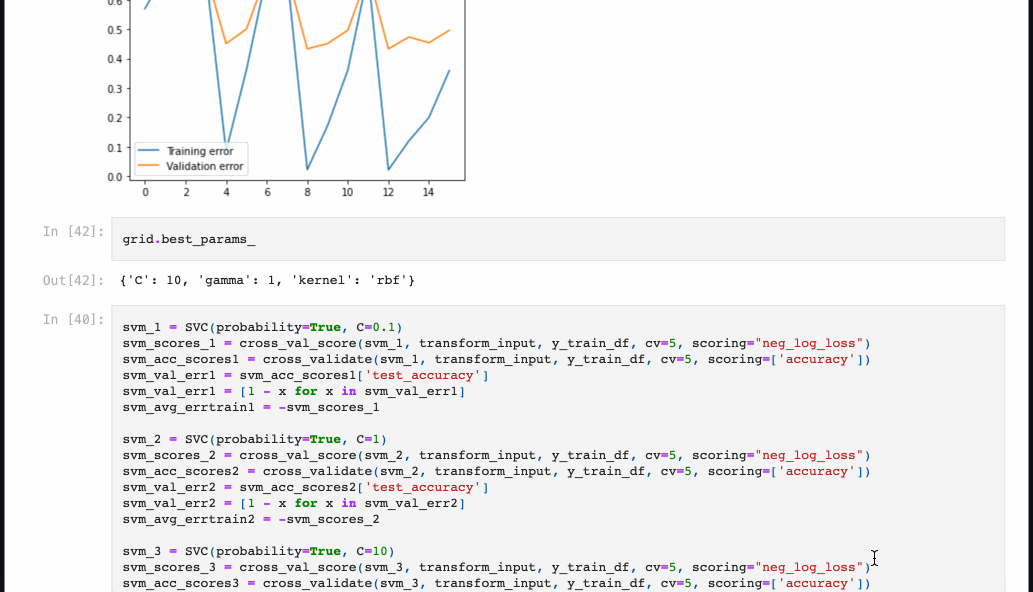 0.6
0.5
0.4
0.3
0.2
0.1
0.0
Training error
Validation error
0 2 4 6 8 10 12 14
In [42]:
grid.best_params_
Out[42]:
{'C': 10, 'gamma': 1, 'kernel': 'rbf'}
In [40]:
svm_1 = SVC(probability=True, C=0.1)
svm_scores_1 = cross_val_score(svm_1, transform_input, y_train_df, cv=5, scoring="neg_log_loss")
svm_acc_scores1 = cross_validate(svm_1, transform_input, y_train_df, cv=5, scoring=['accuracy'])
svm_val_err1 = svm_acc_scores1['test_accuracy']
svm_val_err1 = [1 - x for x in svm_val_err1]
svm_avg_errtrain1 = -svm_scores_1
svm_2 = SVC(probability=True, C=1)
svm_scores_2 = cross_val_score(svm_2, transform_input, y_train_df, cv=5, scoring="neg_log_loss")
svm_acc_scores2 = cross_validate(svm_2, transform_input, y_train_df, cv=5, scoring=['accuracy'])
svm_val_err2 = svm_acc_scores2['test_accuracy']
svm_val_err2 = [1 - x for x in svm_val_err2]
svm_avg_errtrain2 = -svm_scores_2
svm_3 = SVC(probability=True, C=10)
svm_scores_3 = cross_val_score(svm_3, transform_input, y_train_df, cv=5, scoring="neg_log_loss")
svm_acc_scores3 = cross_validate(svm_3, transform_input, y_train_df, cv=5, scoring=['accuracy'])